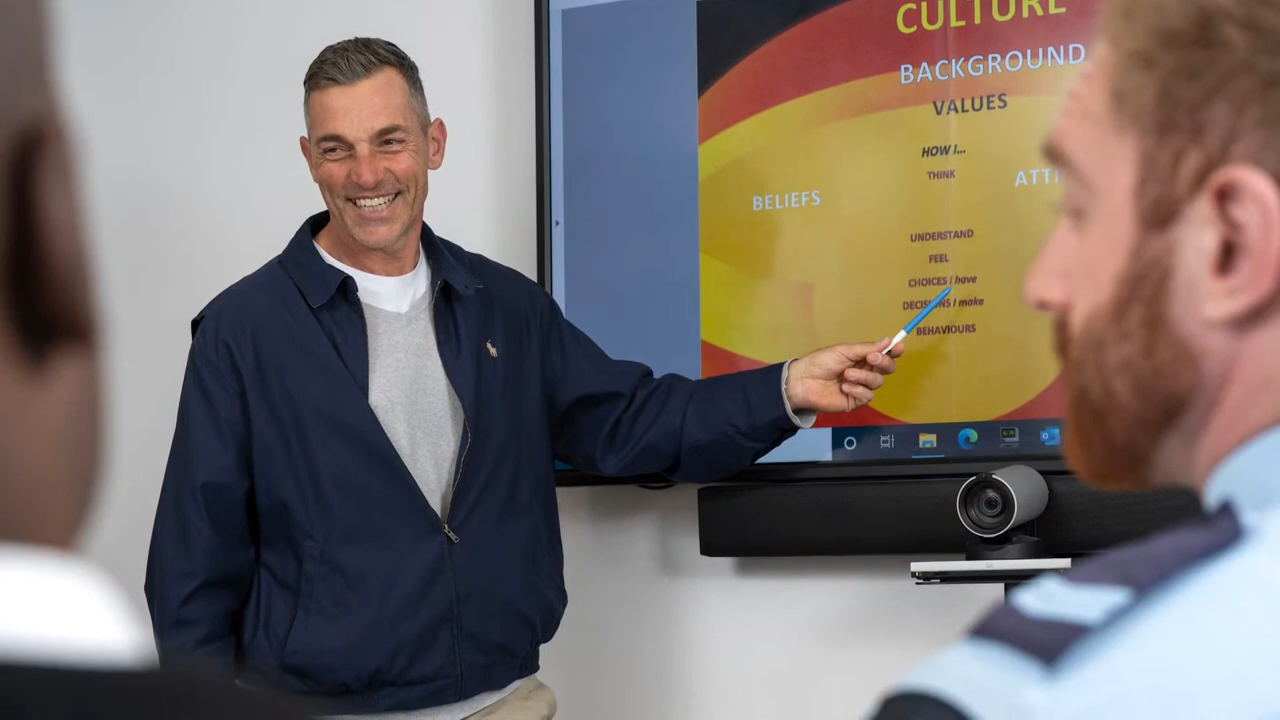 CULTURE
BACKGROUND
VALUES
HOW I...
THINK
BELIEFS
UNDERSTAND
FEEL
CHOICES I have
DECISIONS I make
BEHAVIOURS